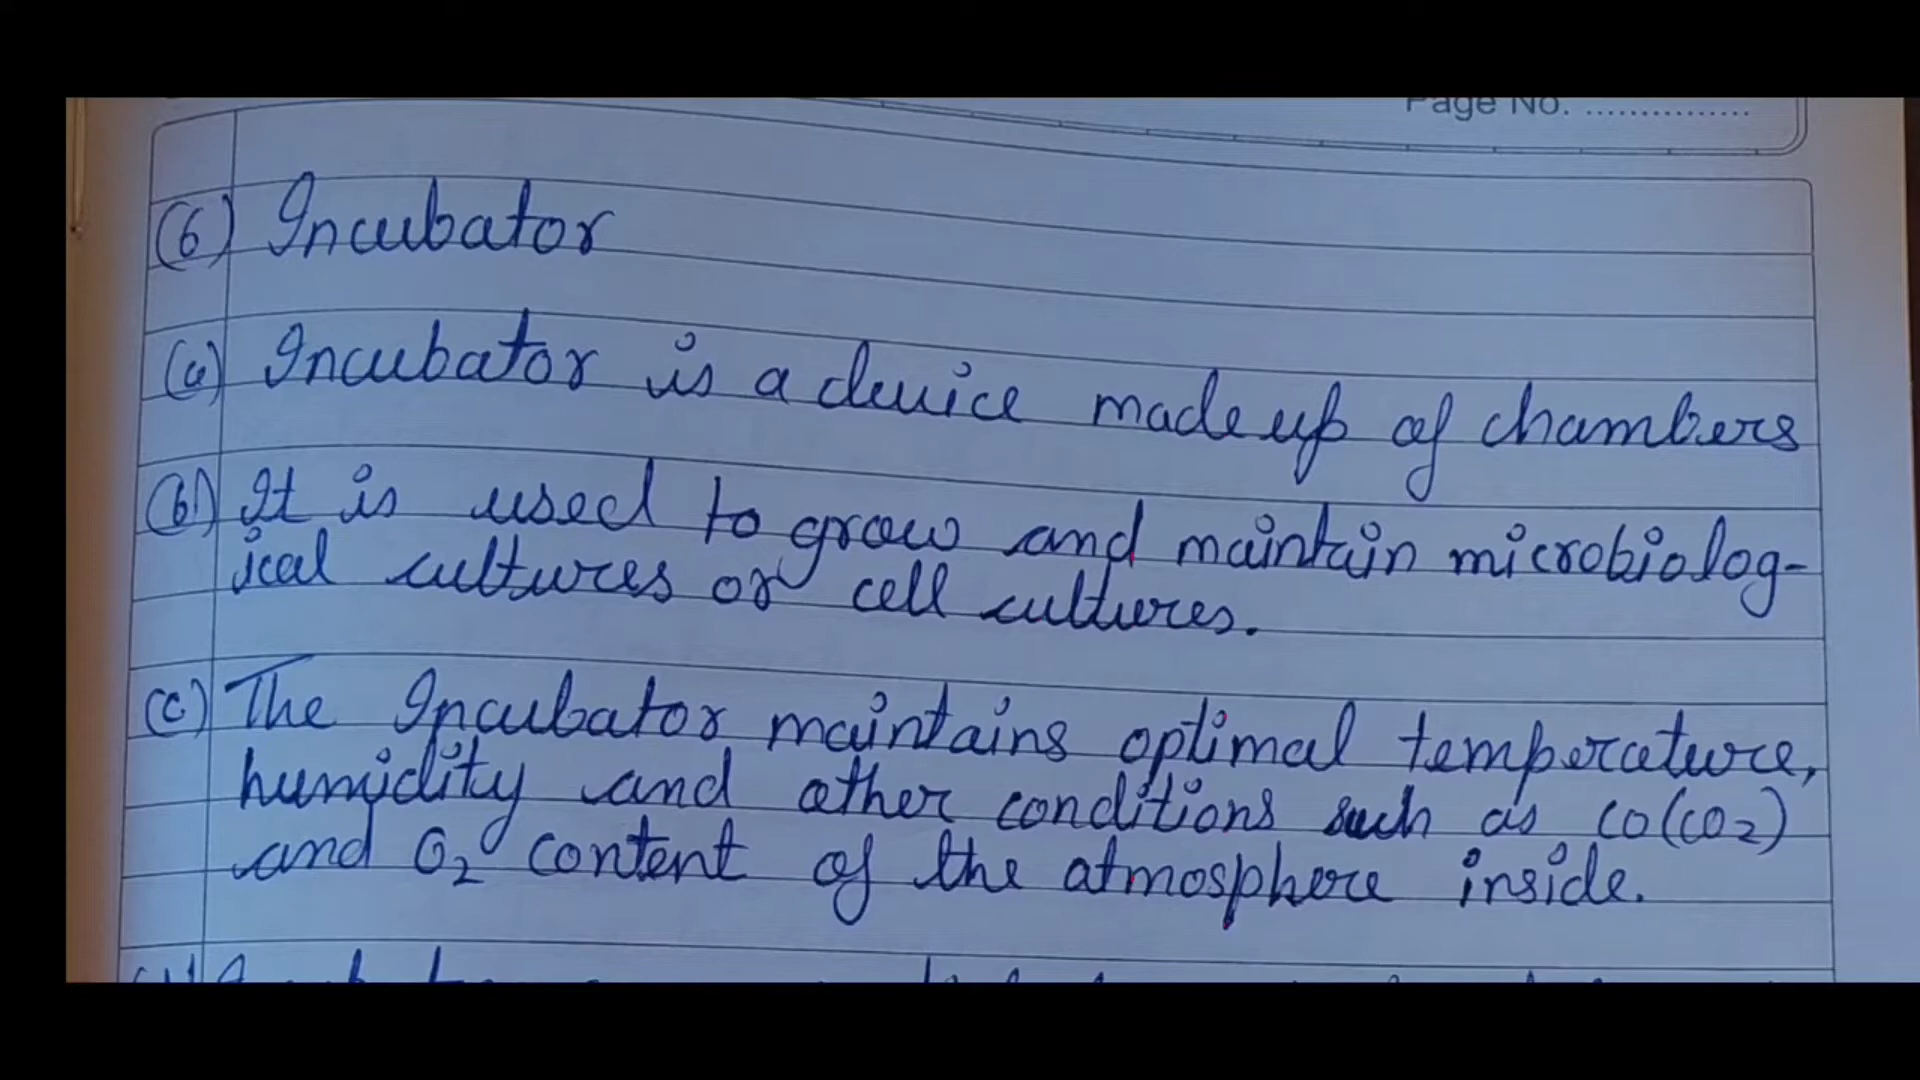 Page No. ................
(6) Incubator
(a) Incubator is a device made up of chambers
(b) It is used to grow and maintain microbiolog-
ical cultures or cell cultures.
(c) The Incubator maintains optimal temperature,
humidity and other conditions such as CO(CO2)
and O2 content of the atmosphere inside.